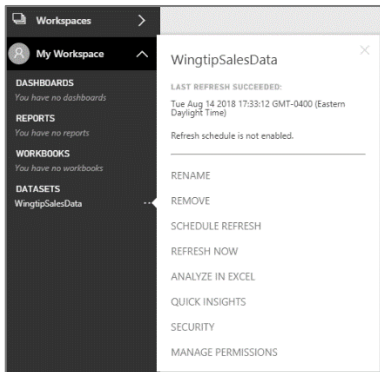 Workspaces
My Workspace
DASHBOARDS
You have no dashboards
REPORTS
You have no reports
WORKBOOKS
You have no workbooks
DATASETS
WingtipSalesData
WingtipSalesData
LAST REFRESH SUCCEEDED:
Tue Aug 14 2018 17:33:12 GMT-0400 (Eastern
Daylight Time)
Refresh schedule is not enabled.
RENAME
REMOVE
SCHEDULE REFRESH
REFRESH NOW
ANALYZE IN EXCEL
QUICK INSIGHTS
SECURITY
MANAGE PERMISSIONS